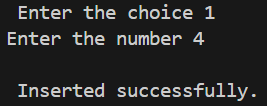 Enter the choice 1
Enter the number 4
Inserted successfully.